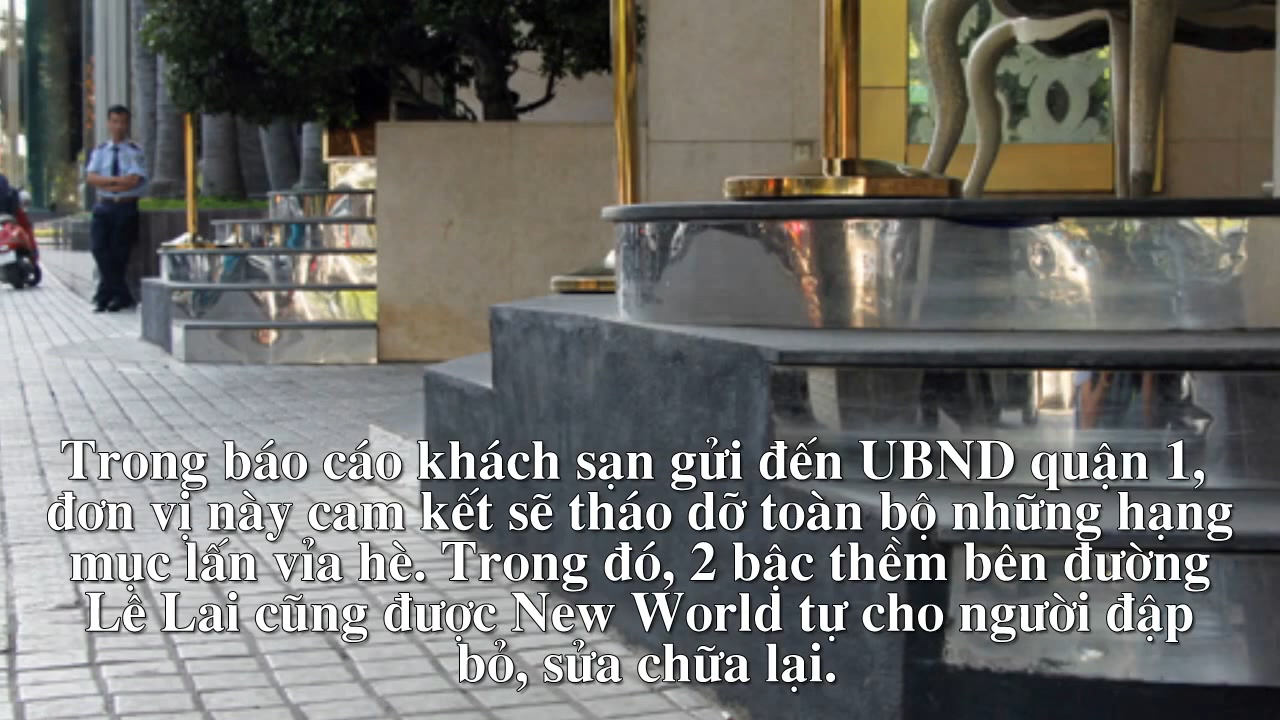 Trong báo cáo khách sạn gửi đến UBND quận 1,
đơn vị này cam kết sẽ tháo dỡ toàn bộ những hạng
mục lấn vỉa hè. Trong đó, 2 bậc thềm bên đường
Lê Lai cũng được New World tự cho người đập
bỏ, sửa chữa lại.